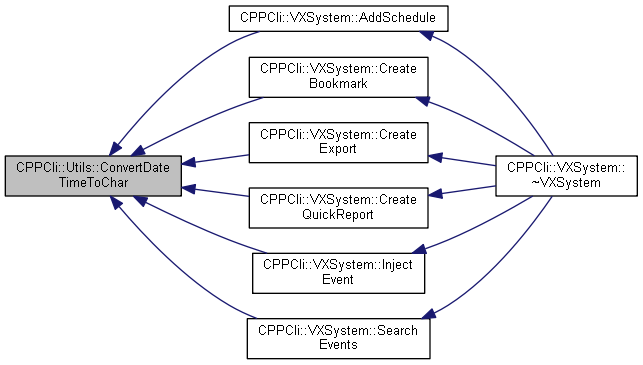 CPPCli::VXSystem::AddSchedule
CPPCli::VXSystem::Create
Bookmark
CPPCli::VXSystem::Create
Export
CPPCli::Utils::ConvertDate
TimeToChar
CPPCli::VXSystem::
~VXSystem
CPPCli::VXSystem::Create
QuickReport
CPPCli::VXSystem::Inject
Event
CPPCli::VXSystem::Search
Events